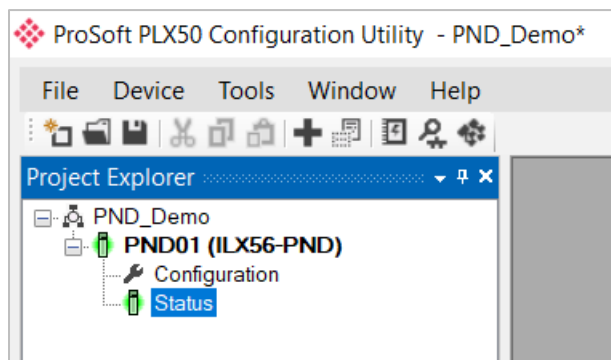 ProSoft PLX50 Configuration Utility - PND_Demo*
File Device Tools Window Help
Project Explorer
PND_Demo
PND01 (ILX56-PND)
Configuration
Status